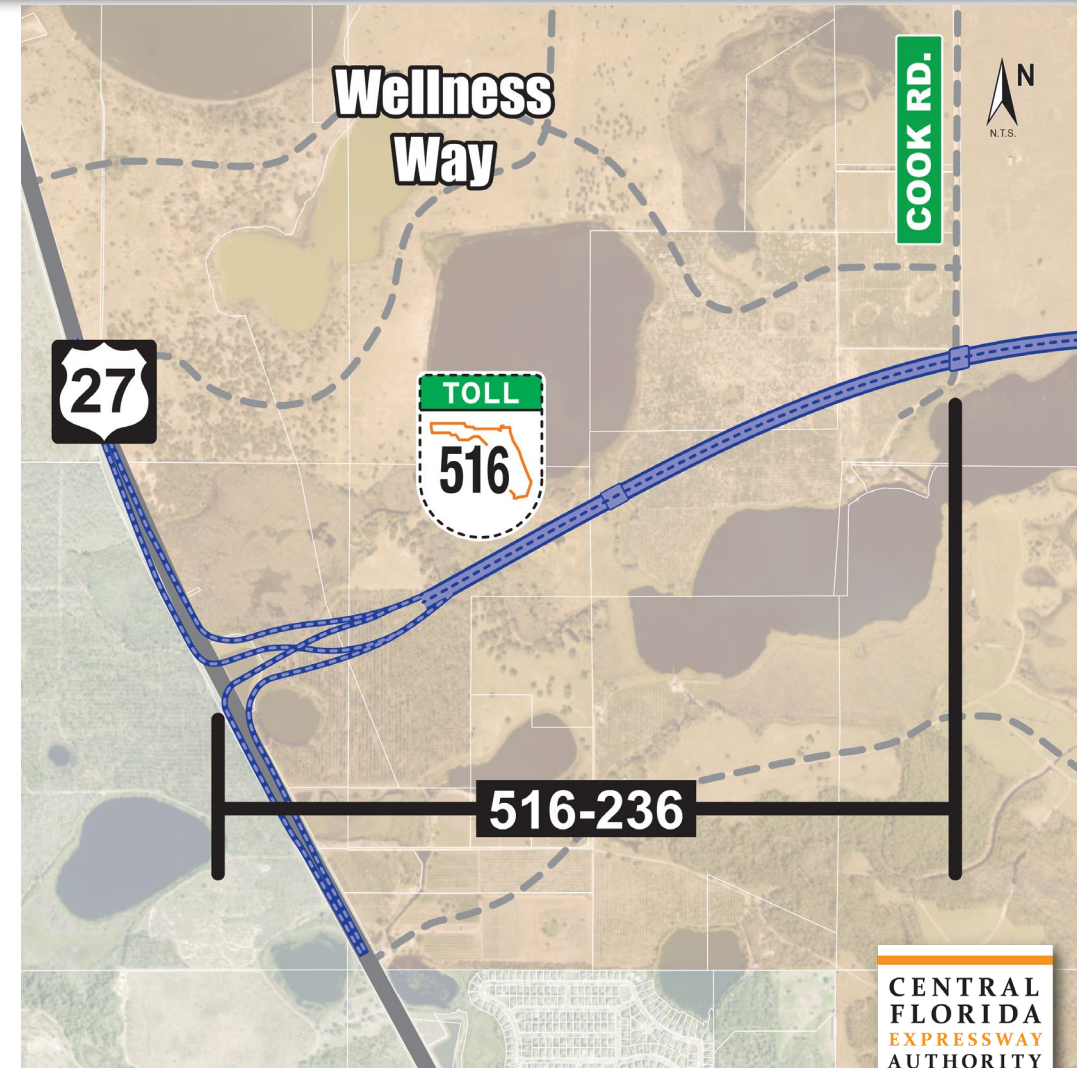 Wellness
Way
COOK RD.
N
N.T.S.
27
TOLL
516
516-236
CENTRAL
FLORIDA
EXPRESSWAY
AUTHORITY